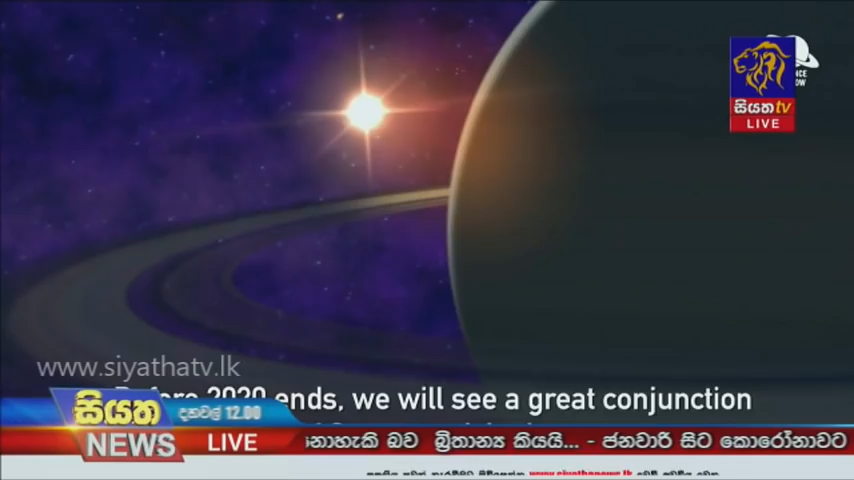 සියත tv
LIVE
www.siyathatv.lk
2020 ends, we will see a great conjunction
සියත
දහවල් 12.00
NEWS
LIVE
නොහැකි බව බ්‍රිතාන්‍ය කියයි... - ජනවාරි සිට කොරෝනාවට
www.siyathanews.lk